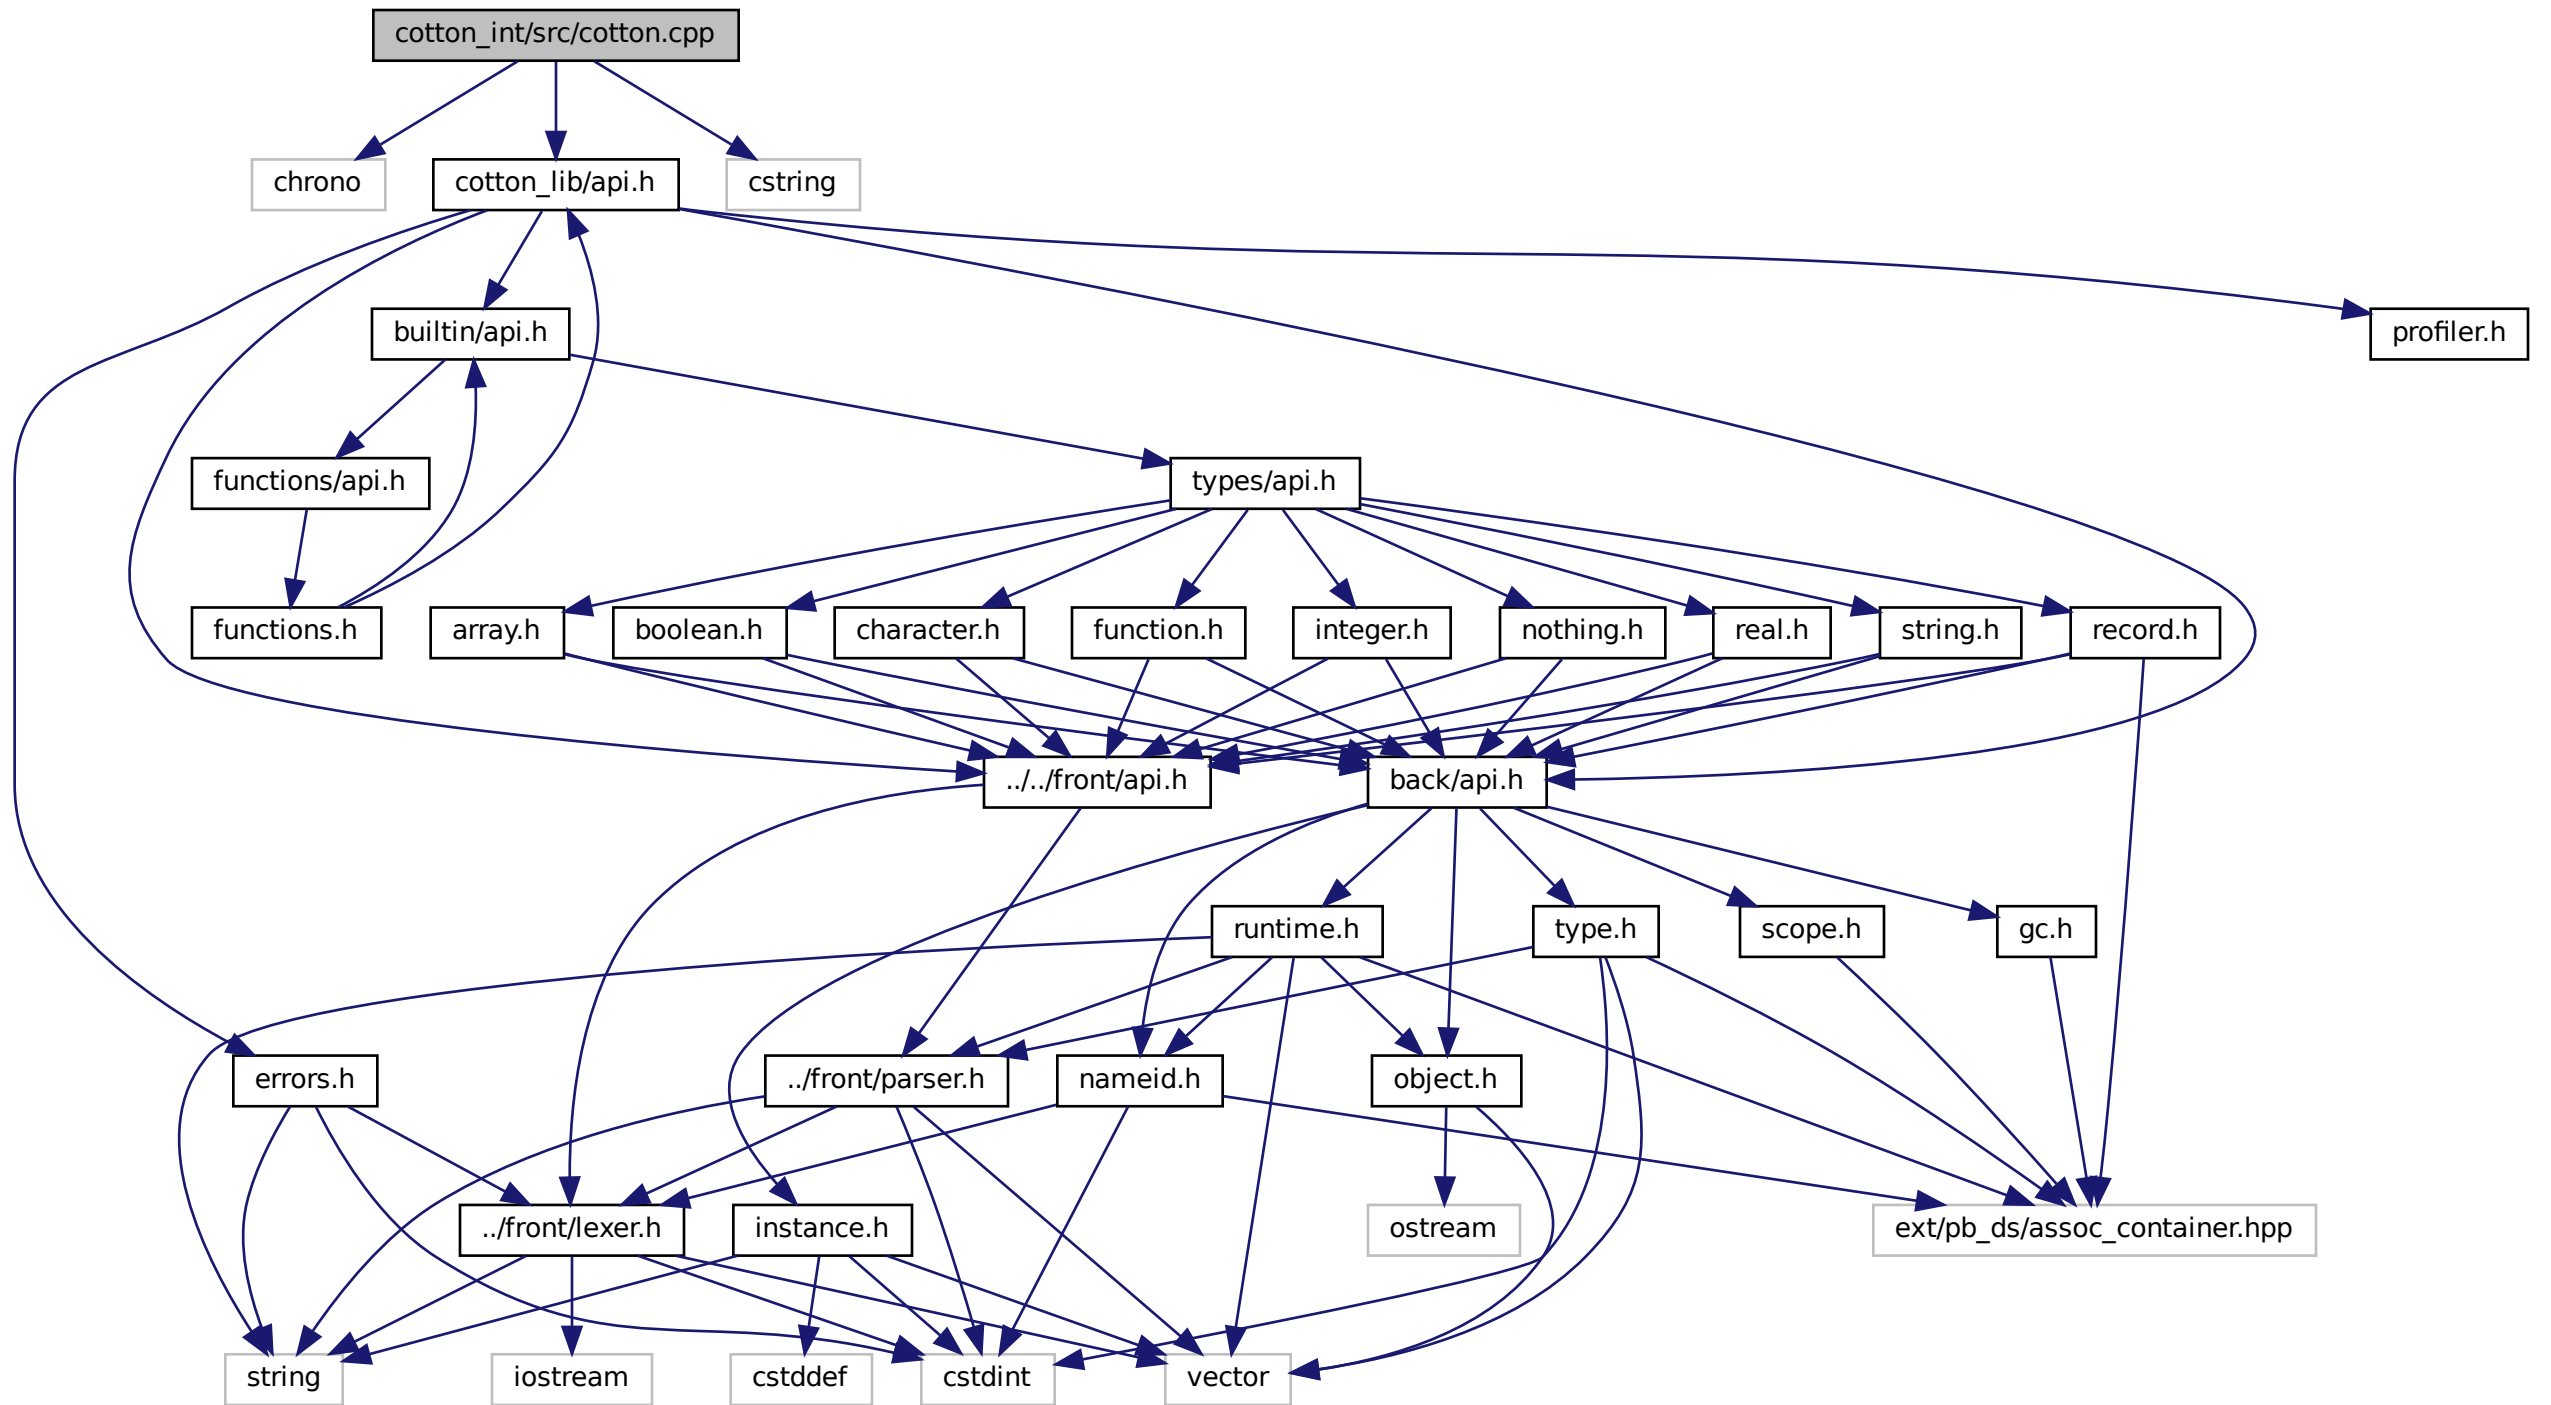 cotton_int/src/cotton.cpp
chrono
cotton_lib/api.h
cstring
builtin/api.h
profiler.h
functions/api.h
types/api.h
functions.h
array.h
boolean.h
character.h
function.h
integer.h
nothing.h
real.h
string.h
record.h
../../front/api.h
back/api.h
runtime.h
type.h
scope.h
gc.h
errors.h
../front/parser.h
nameid.h
object.h
../front/lexer.h
instance.h
ostream
ext/pb_ds/assoc_container.hpp
string
iostream
cstddef
cstdint
vector